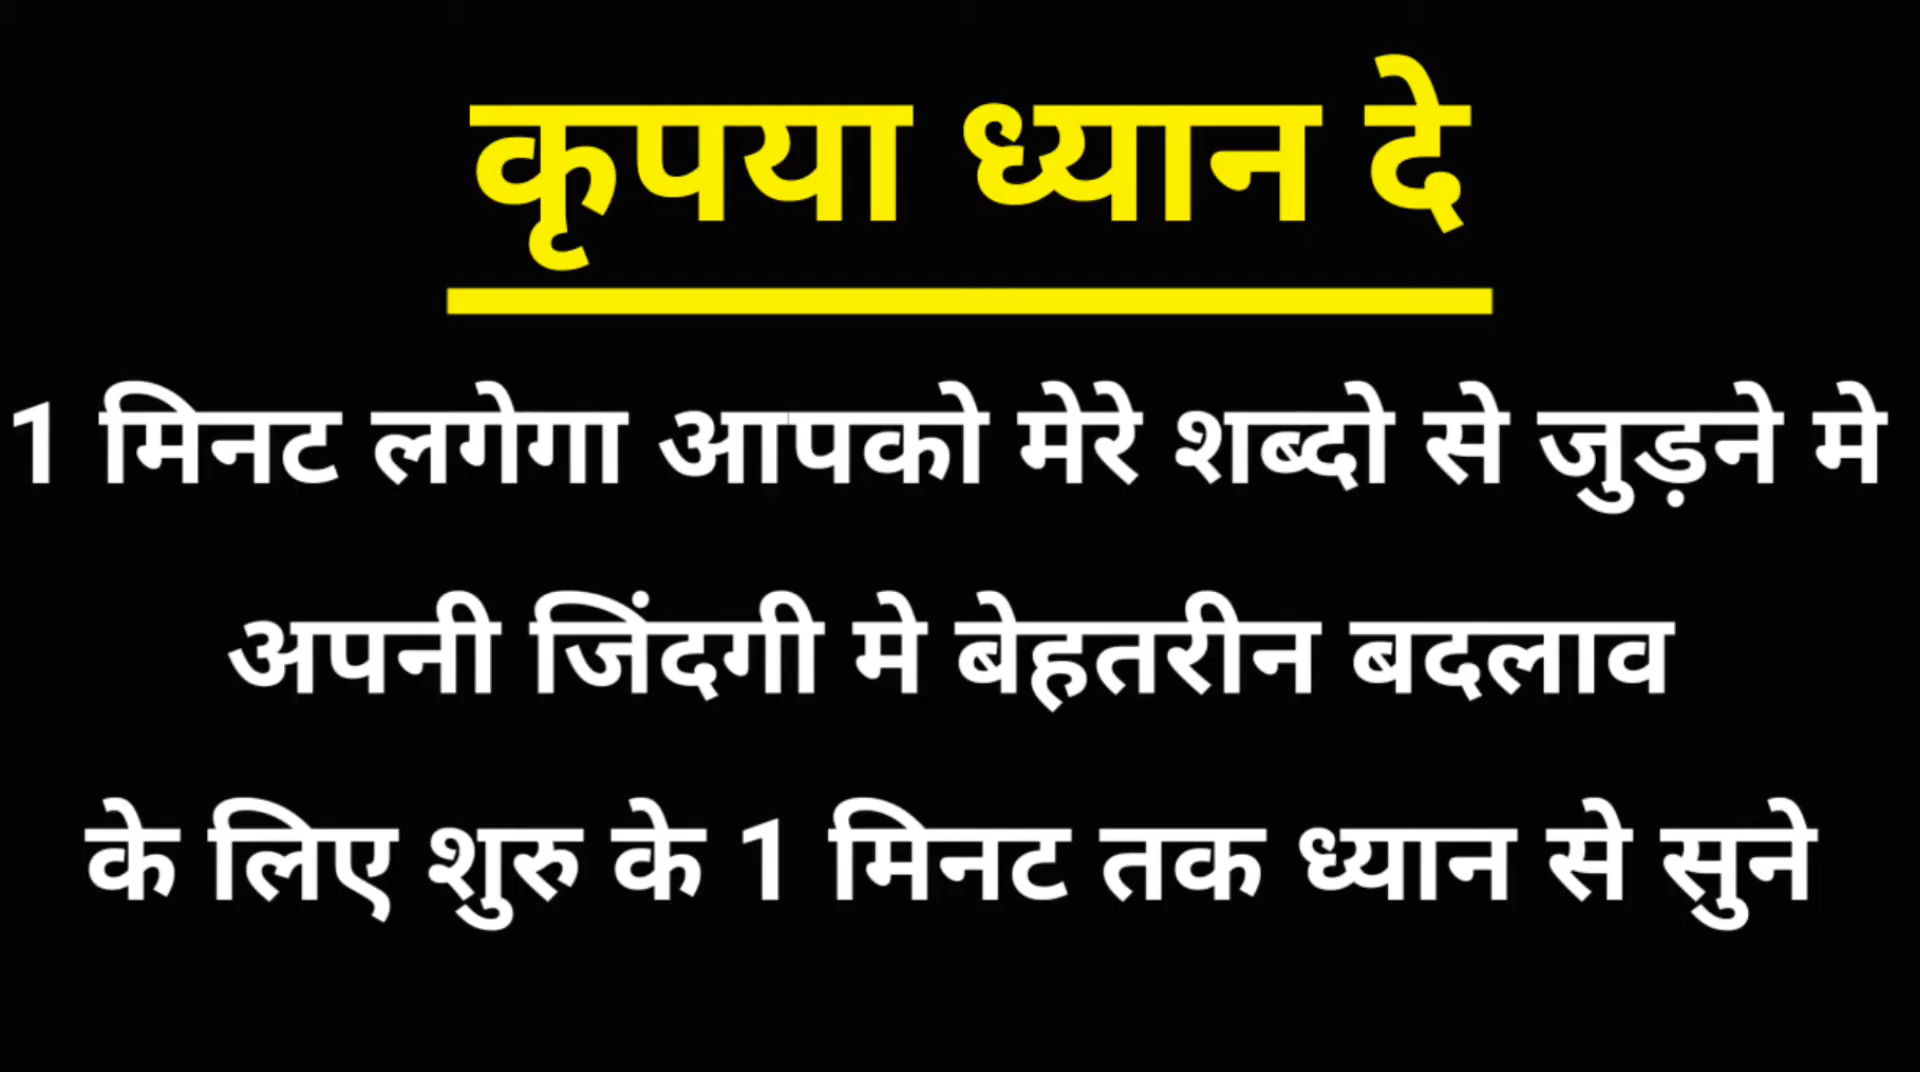 कृपया ध्यान दे
1 मिनट लगेगा आपको मेरे शब्दो से जुड़ने मे
अपनी जिंदगी मे बेहतरीन बदलाव
के लिए शुरु के 1 मिनट तक ध्यान से सुने